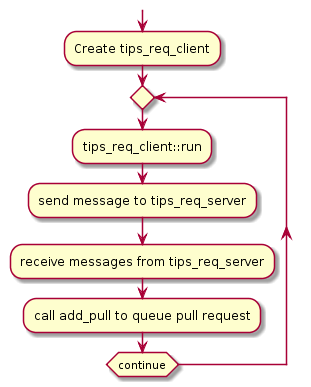 Create tips_req_client
tips_req_client::run
send message to tips_req_server
receive messages from tips_req_server
call add_pull to queue pull request
continue